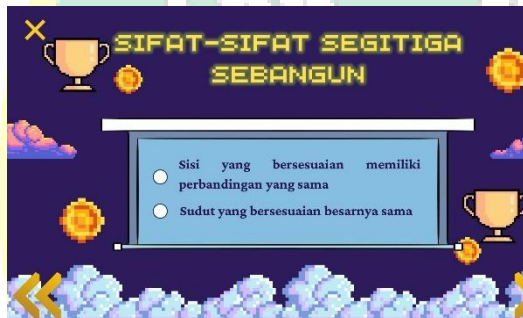 SIFAT-SIFAT SEGITIGA
SEBANGUN
Sisi yang bersesuaian memiliki
perbandingan yang sama
Sudut yang bersesuaian besarnya sama